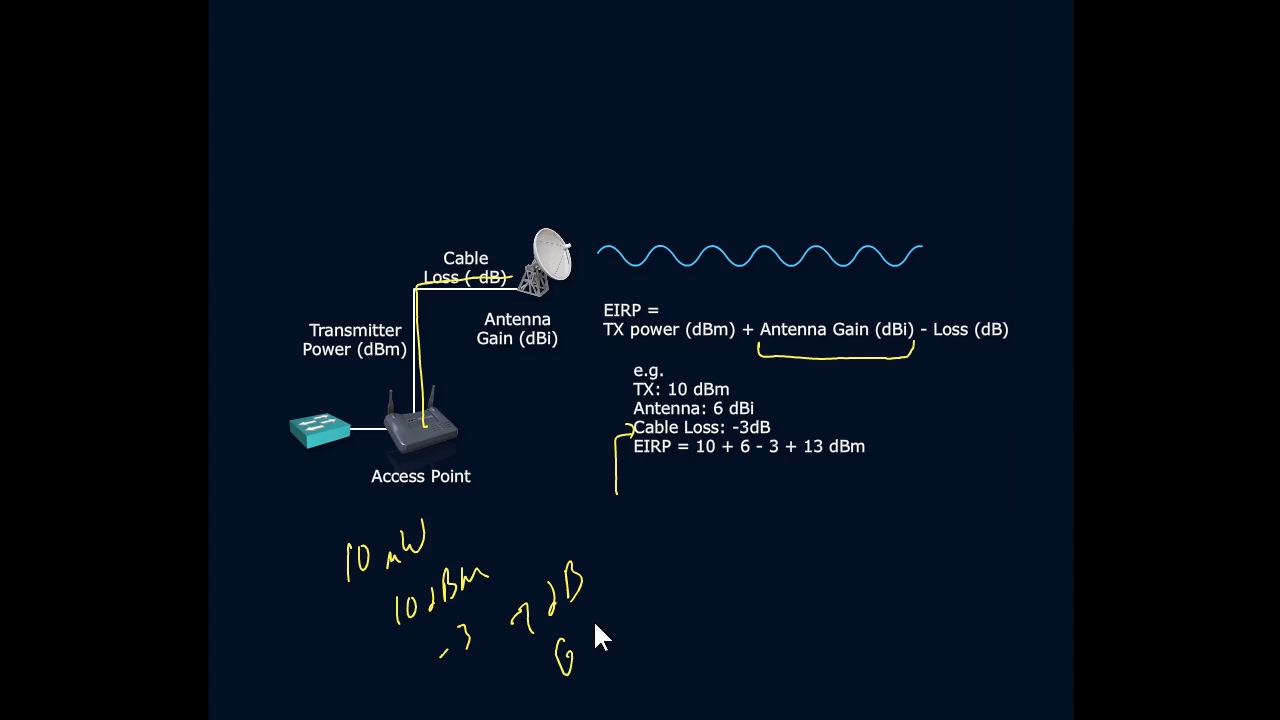 Cable
Loss (-dB)
Antenna
Gain (dBi)
Transmitter
Power (dBm)
Access Point
EIRP =
TX power (dBm) + Antenna Gain (dBi) - Loss (dB)
e.g.
TX: 10 dBm
Antenna: 6 dBi
Cable Loss: -3dB
EIRP = 10 + 6 - 3 + 13 dBm
10 mW
10 dBm
-3
7 dB
6